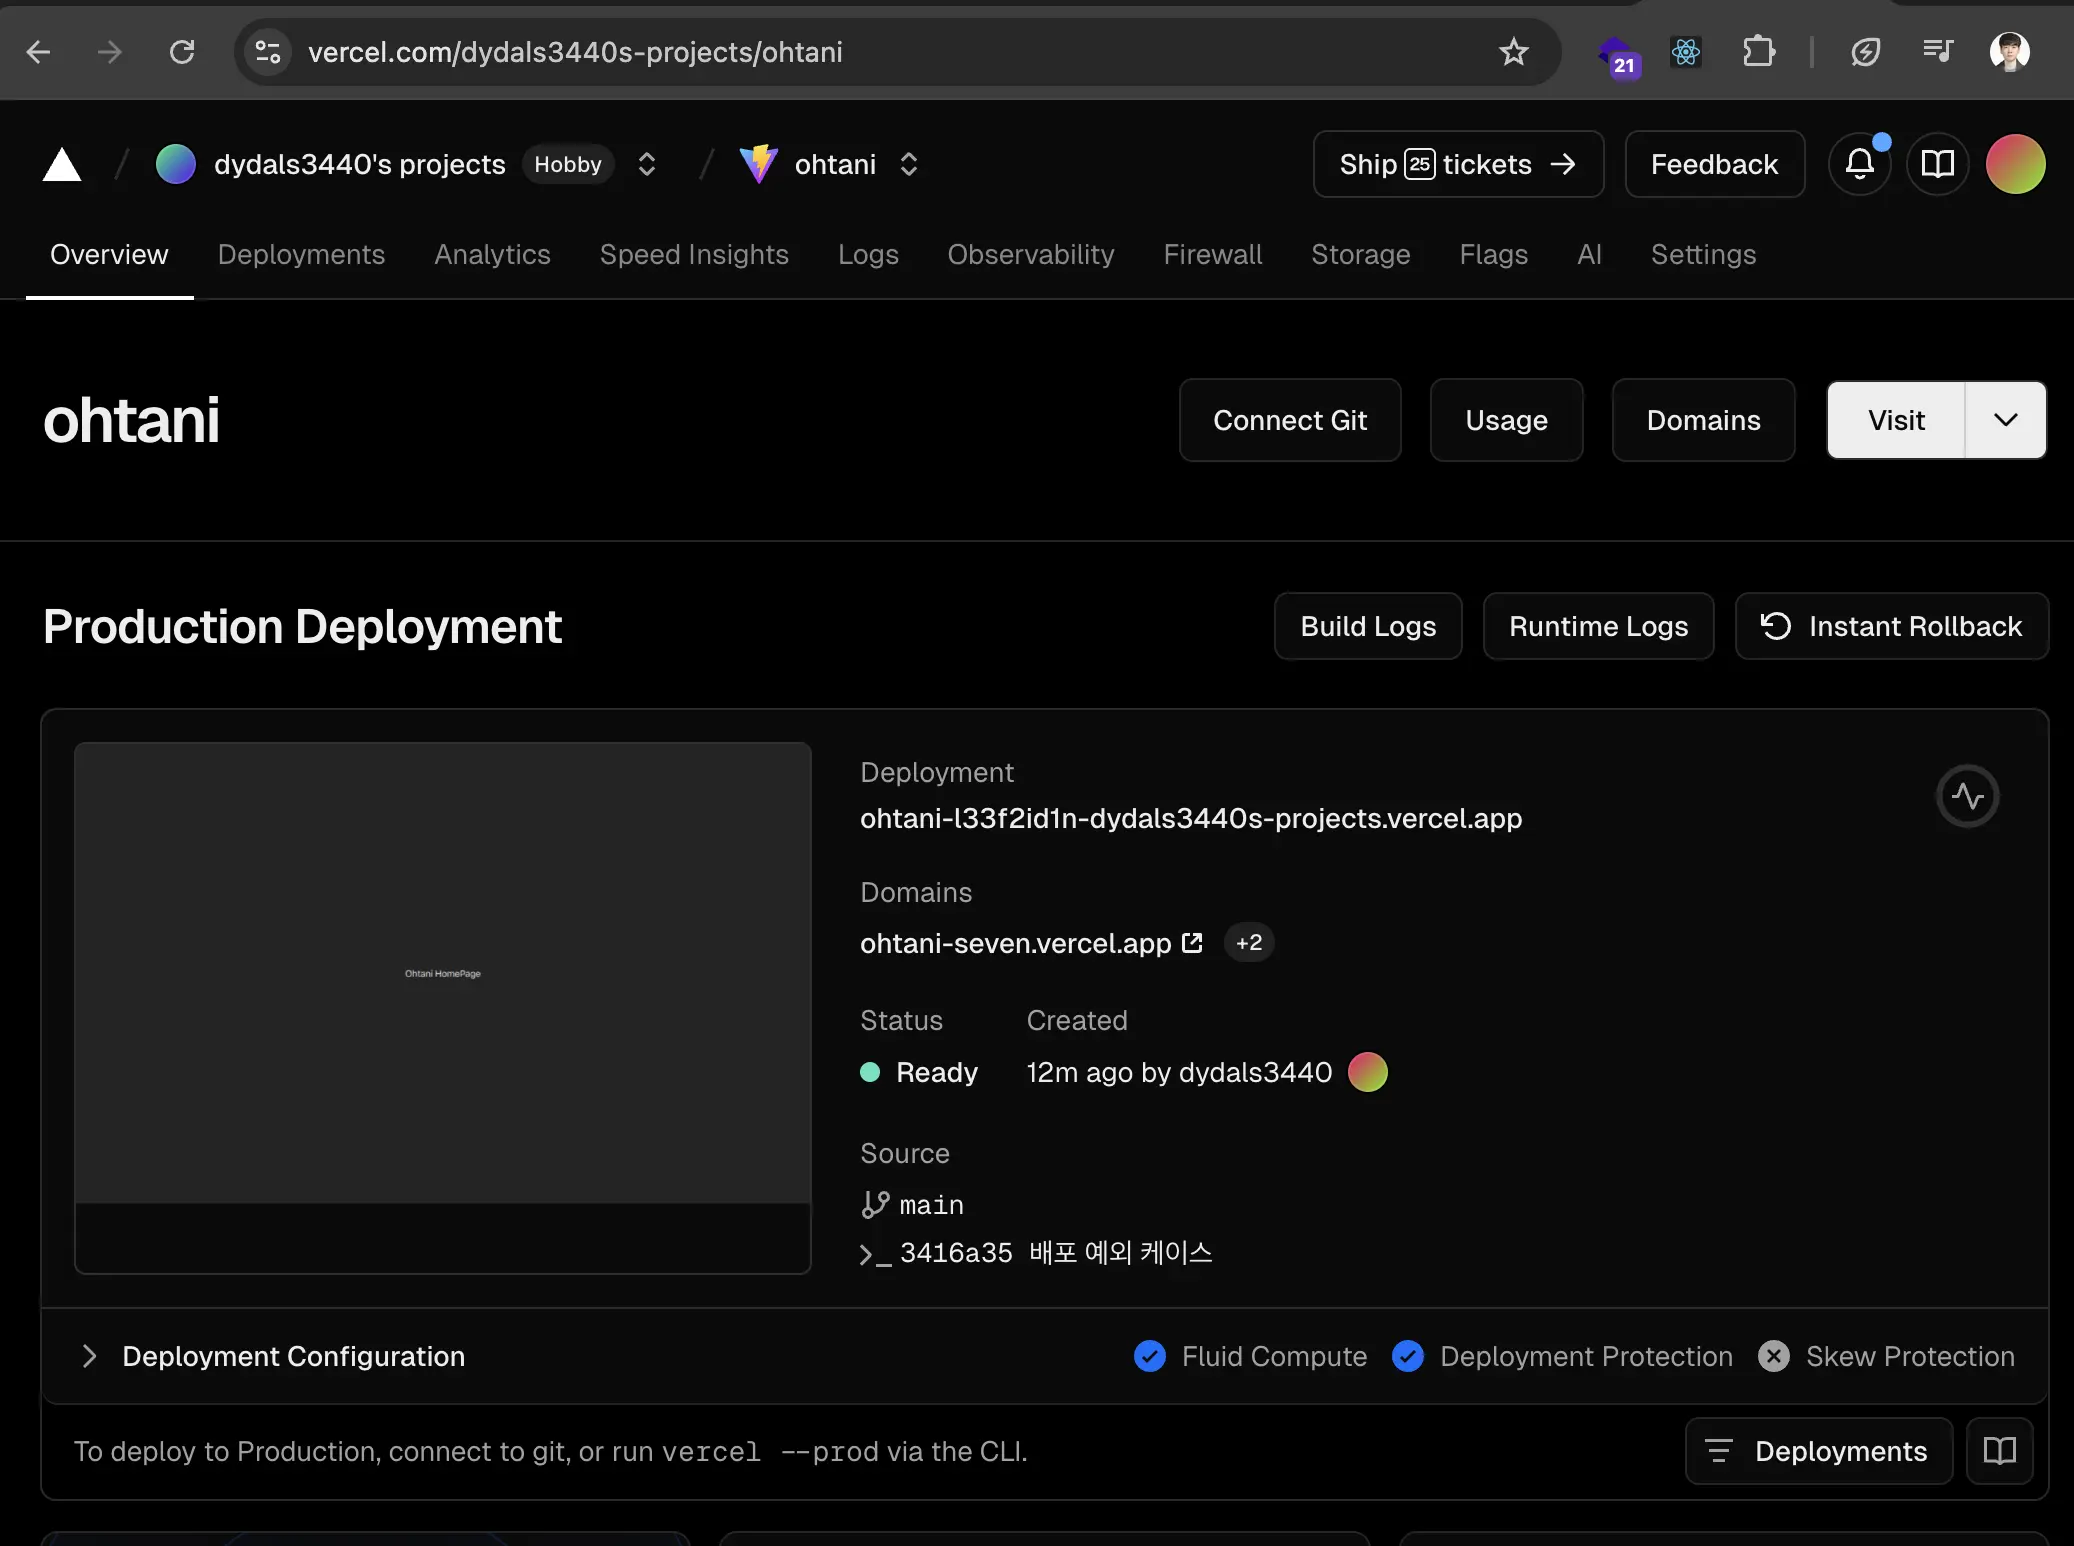 vercel.com/dydals3440s-projects/ohtani
21
dydals3440's projects Hobby ohtani Ship 25 tickets → Feedback
Overview Deployments Analytics Speed Insights Logs Observability Firewall Storage Flags AI Settings
ohtani Connect Git Usage Domains Visit
Production Deployment Build Logs Runtime Logs Instant Rollback
Deployment
ohtani-l33f2id1n-dydals3440s-projects.vercel.app
Domains
ohtani-seven.vercel.app +2
Ohtani HomePage
Status Created
Ready 12m ago by dydals3440
Source
main
3416a35 배포 예외 케이스
Deployment Configuration Fluid Compute Deployment Protection Skew Protection
To deploy to Production, connect to git, or run vercel --prod via the CLI. Deployments